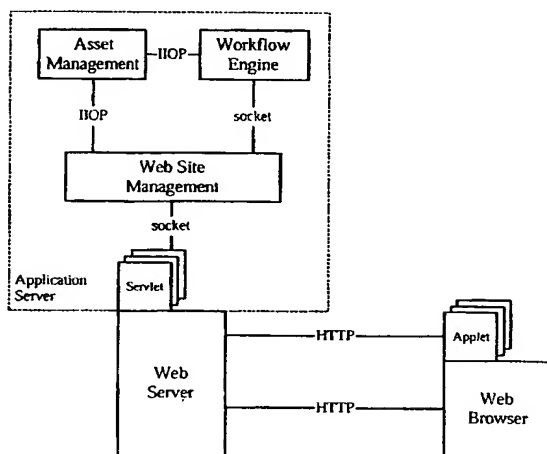 Asset
Management
IIOP
Workflow
Engine
IIOP
socket
Web Site
Management
socket
Servlet
Application
Server
HTTP
Applet
Web
Server
HTTP
Web
Browser